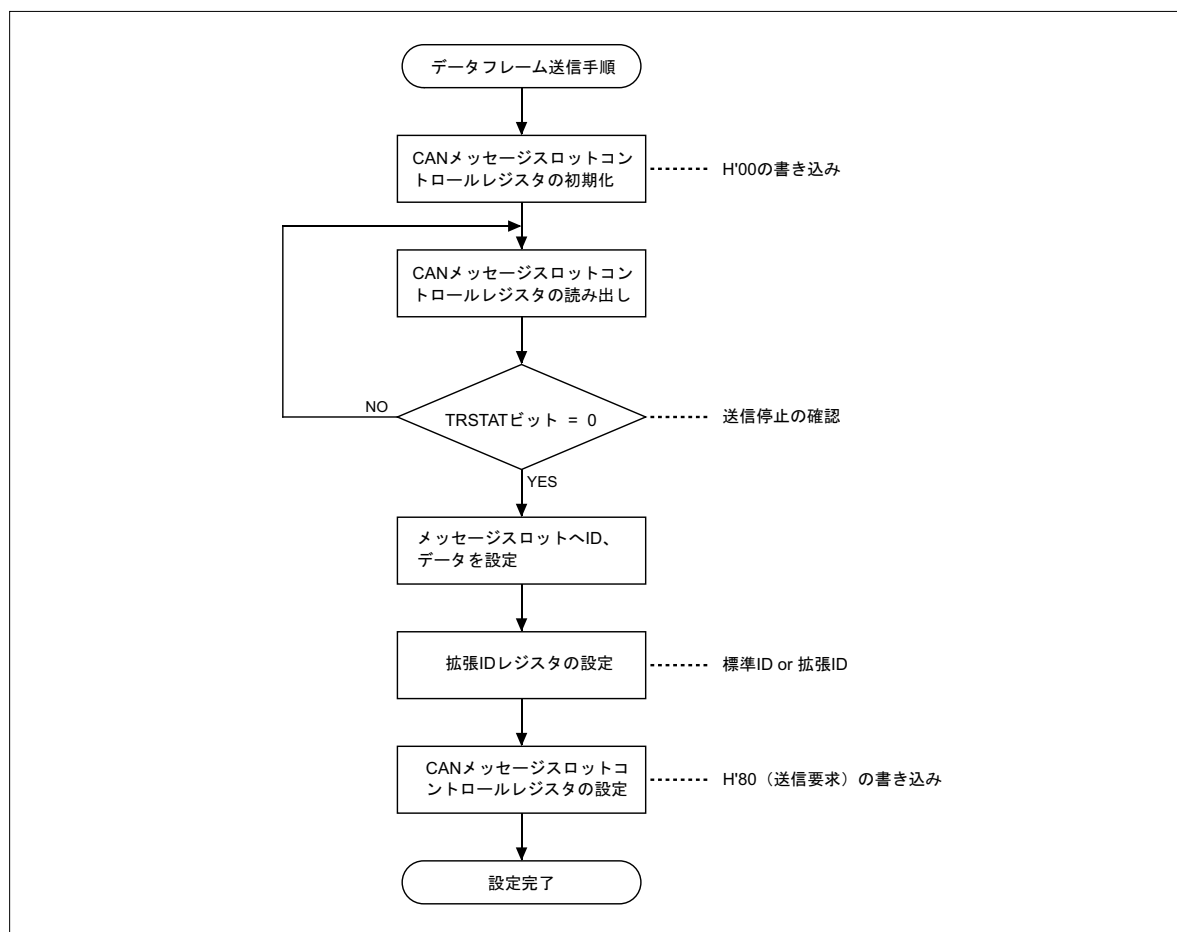 データフレーム送信手順
CANメッセージスロットコン
トロールレジスタの初期化
H'00の書き込み
CANメッセージスロットコン
トロールレジスタの読み出し
NO
TRSTATビット = 0
送信停止の確認
YES
メッセージスロットへID、
データを設定
拡張IDレジスタの設定
標準ID or 拡張ID
CANメッセージスロットコ
ントロールレジスタの設定
H'80（送信要求）の書き込み
設定完了